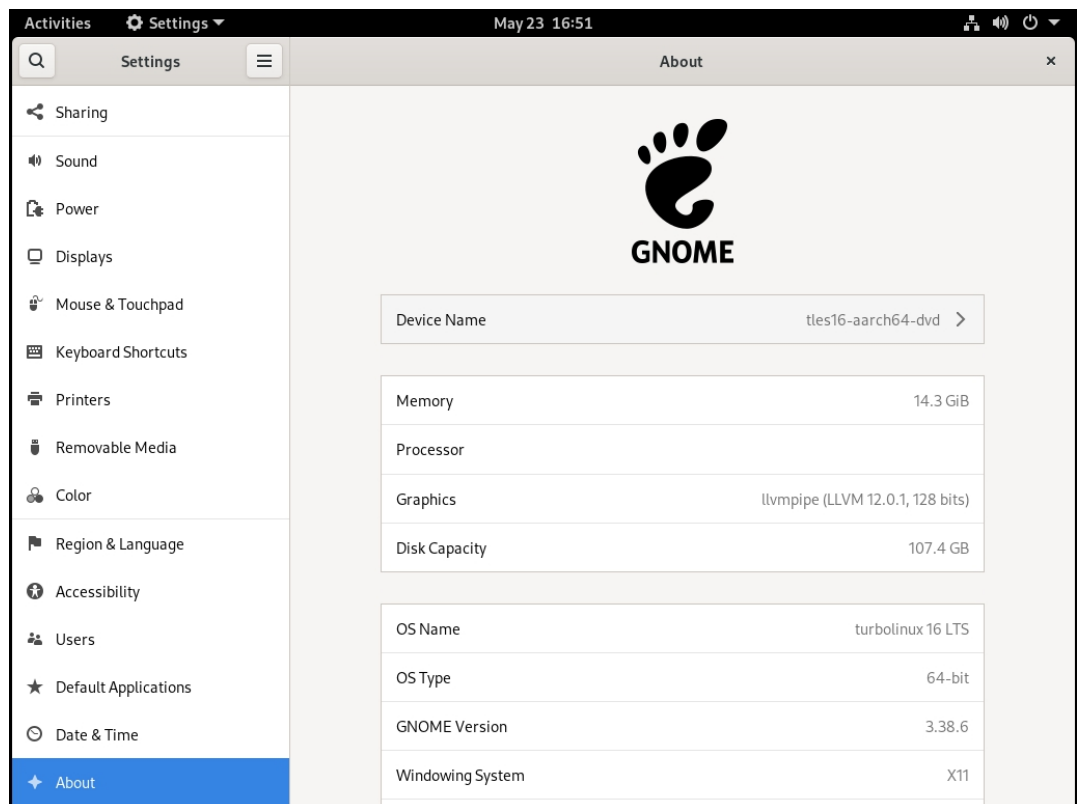 Activities Settings May 23 16:51
Settings About
Sharing
Sound
Power
Displays
Mouse & Touchpad
Keyboard Shortcuts
Printers
Removable Media
Color
Region & Language
Accessibility
Users
Default Applications
Date & Time
About
GNOME
Device Name tles16-aarch64-dvd
Memory 14.3 GiB
Processor
Graphics llvmpipe (LLVM 12.0.1, 128 bits)
Disk Capacity 107.4 GB
OS Name turbolinux 16 LTS
OS Type 64-bit
GNOME Version 3.38.6
Windowing System X11